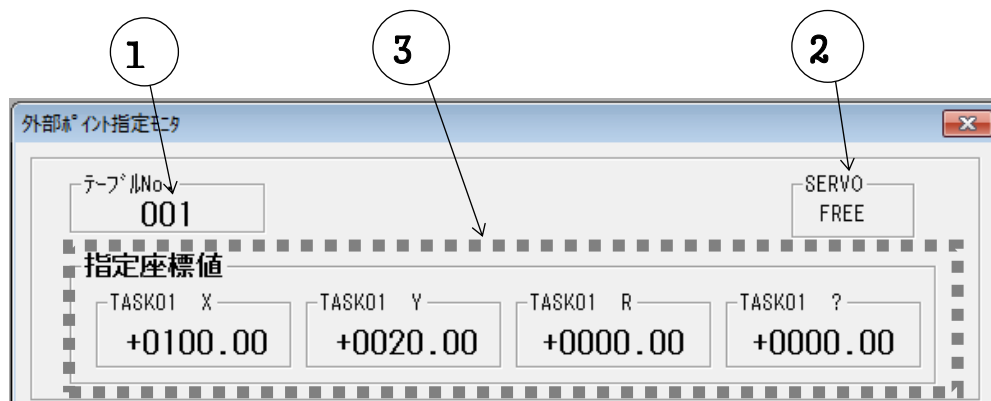 1 3 2
外部ﾎﾟｲﾝﾄ指定ﾓﾆﾀ
ﾃｰﾌﾞﾙNo SERVO
001 FREE
指定座標値
TASK01 X TASK01 Y TASK01 R TASK01 ?
+0100.00 +0020.00 +0000.00 +0000.00